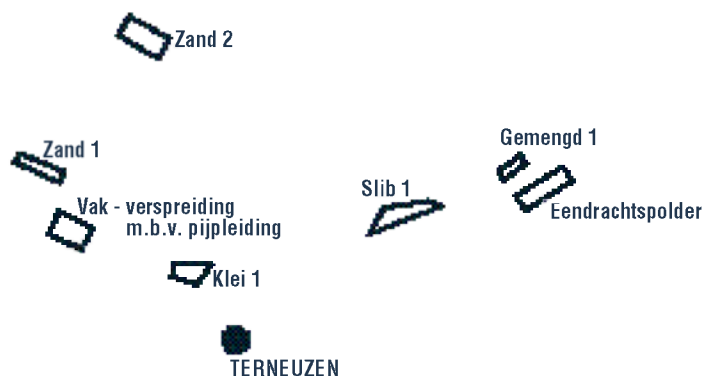 Zand 2
Gemengd 1
Zand 1
Slib 1
Vak - verspreiding
m.b.v. pijpleiding
Eendrachtspolder
Klei 1
TERNEUZEN